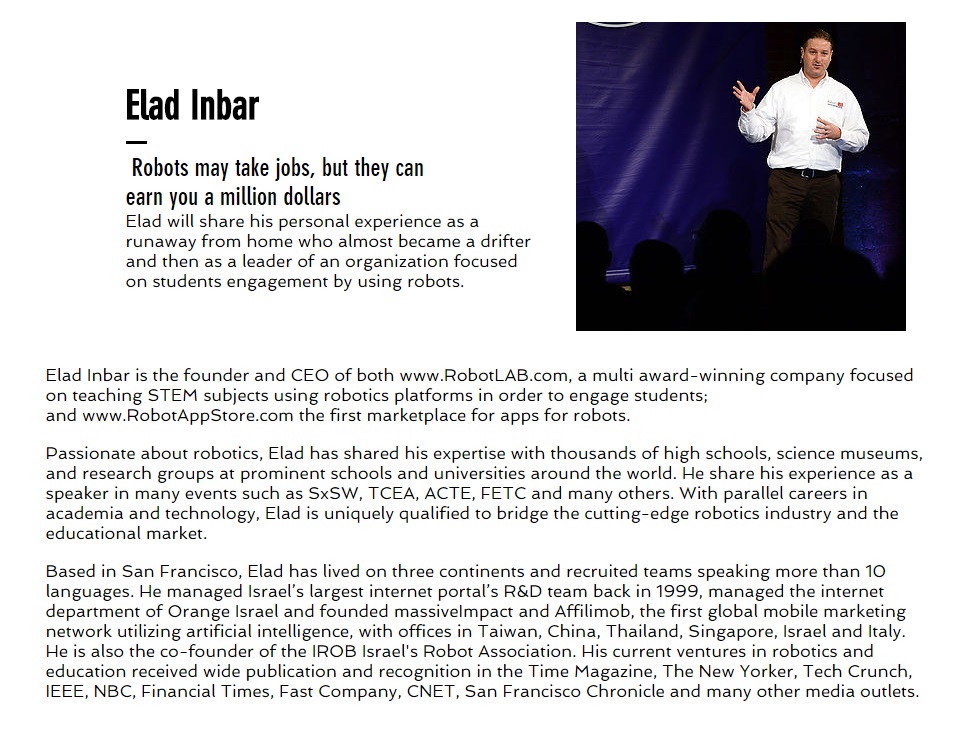 Elad Inbar
Robots may take jobs, but they can
earn you a million dollars
Elad will share his personal experience as a
runaway from home who almost became a drifter
and then as a leader of an organization focused
on students engagement by using robots.
Elad Inbar is the founder and CEO of both www.RobotLAB.com, a multi award-winning company focused
on teaching STEM subjects using robotics platforms in order to engage students;
and www.RobotAppStore.com the first marketplace for apps for robots.
Passionate about robotics, Elad has shared his expertise with thousands of high schools, science museums,
and research groups at prominent schools and universities around the world. He share his experience as a
speaker in many events such as SxSW, TCEA, ACTE, FETC and many others. With parallel careers in
academia and technology, Elad is uniquely qualified to bridge the cutting-edge robotics industry and the
educational market.
Based in San Francisco, Elad has lived on three continents and recruited teams speaking more than 10
languages. He managed Israel’s largest internet portal’s R&D team back in 1999, managed the internet
department of Orange Israel and founded massiveImpact and Affilimob, the first global mobile marketing
network utilizing artificial intelligence, with offices in Taiwan, China, Thailand, Singapore, Israel and Italy.
He is also the co-founder of the IROB Israel's Robot Association. His current ventures in robotics and
education received wide publication and recognition in the Time Magazine, The New Yorker, Tech Crunch,
IEEE, NBC, Financial Times, Fast Company, CNET, San Francisco Chronicle and many other media outlets.